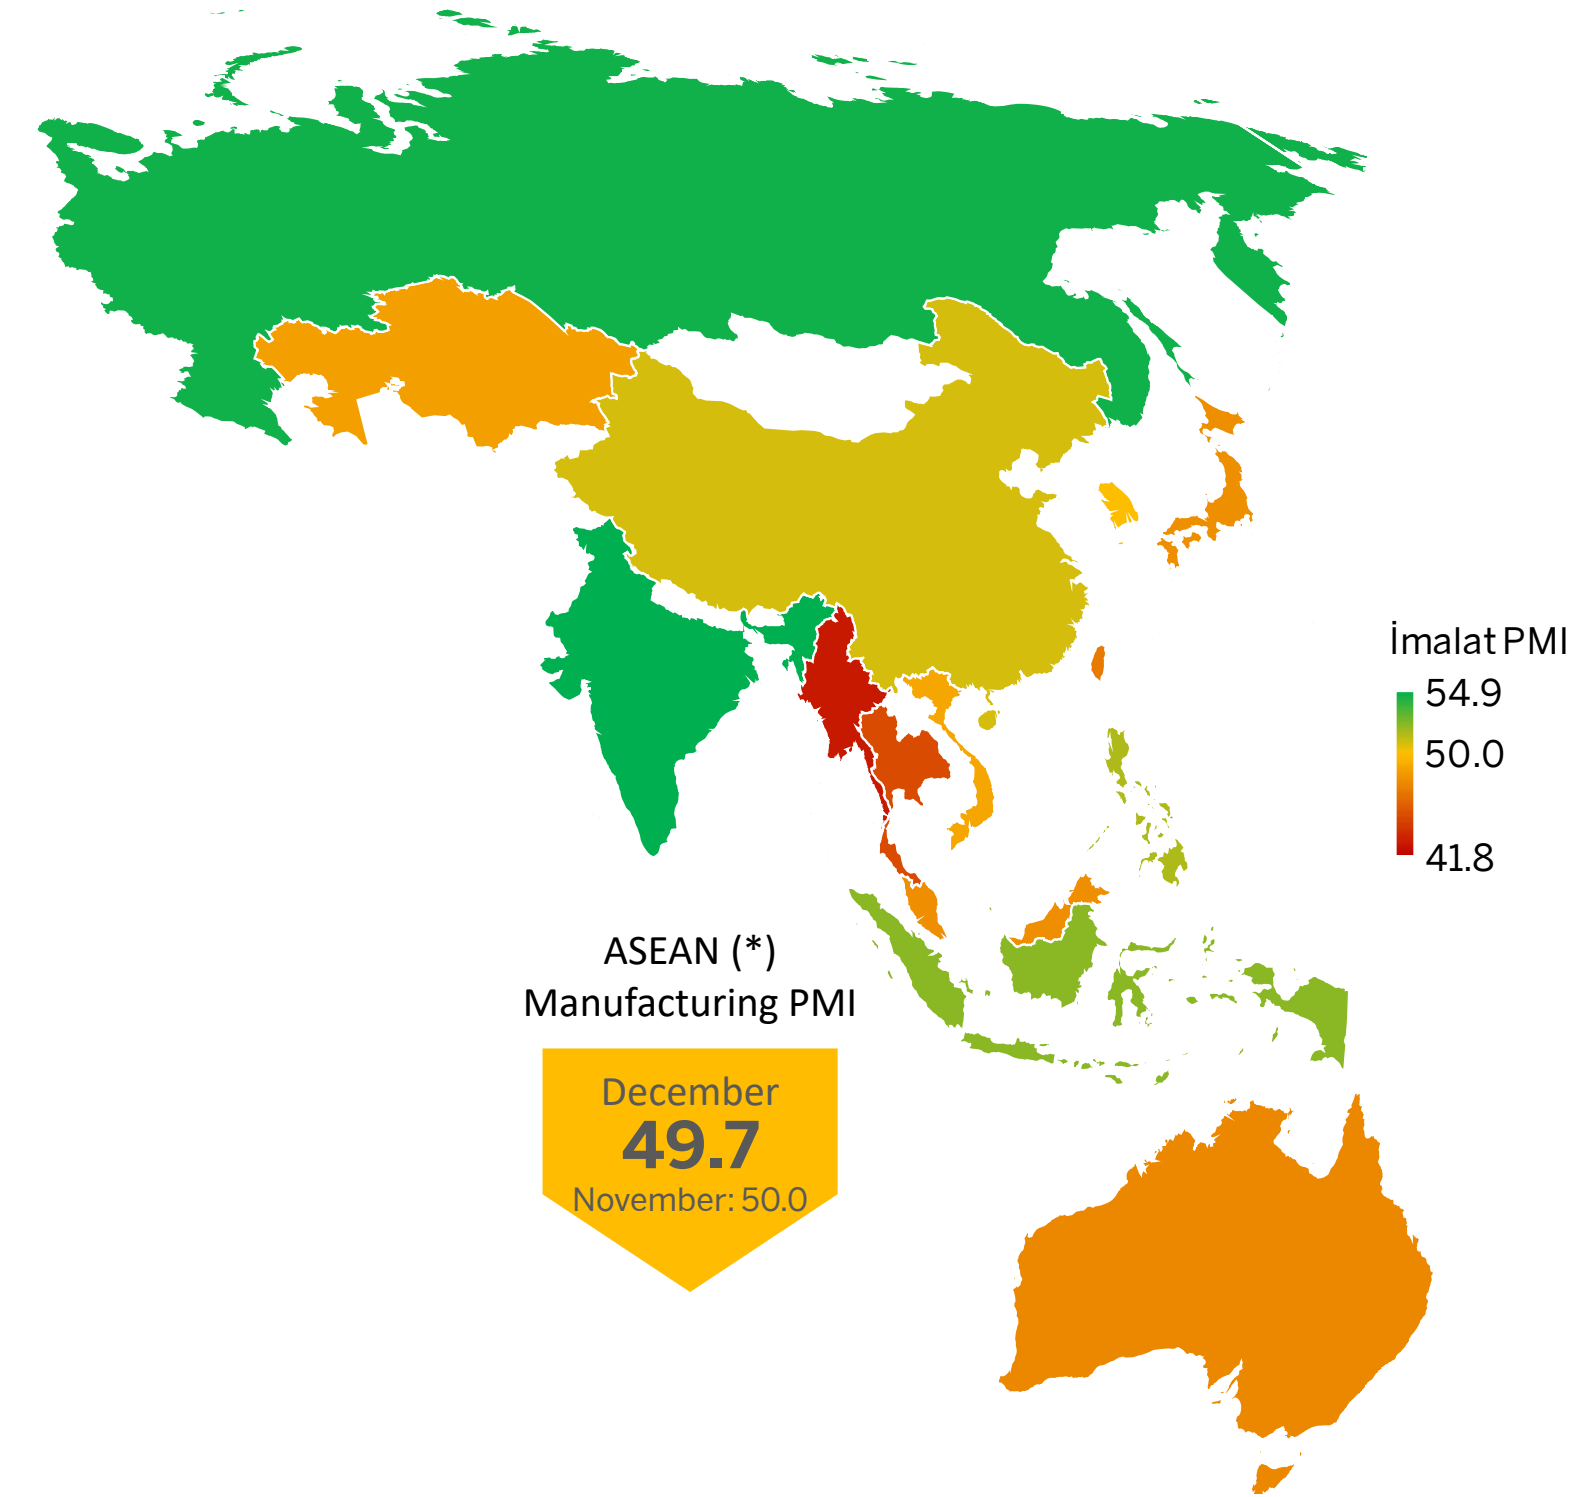 İmalat PMI
54.9
50.0
41.8
ASEAN (*)
Manufacturing PMI
December
49.7
November: 50.0